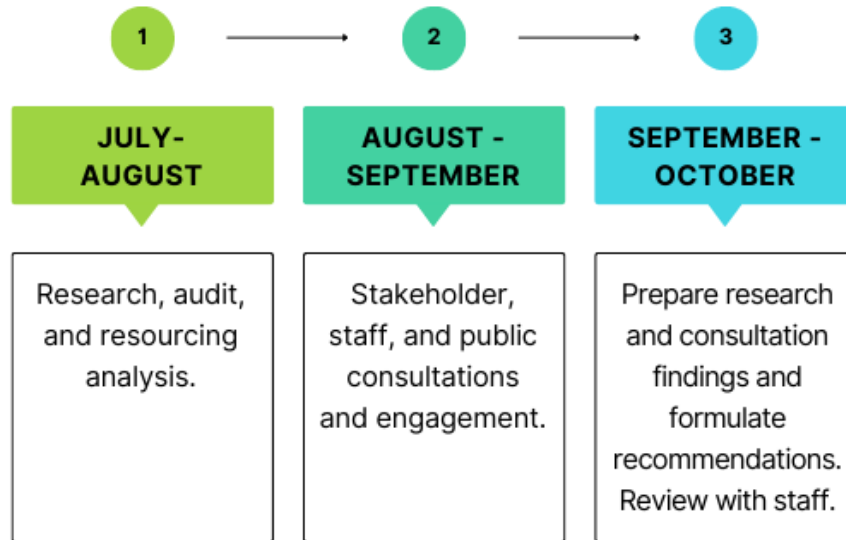 1
2
3
JULY-
AUGUST
AUGUST -
SEPTEMBER
SEPTEMBER -
OCTOBER
Research, audit,
and resourcing
analysis.
Stakeholder,
staff, and public
consultations
and engagement.
Prepare research
and consultation
findings and
formulate
recommendations.
Review with staff.